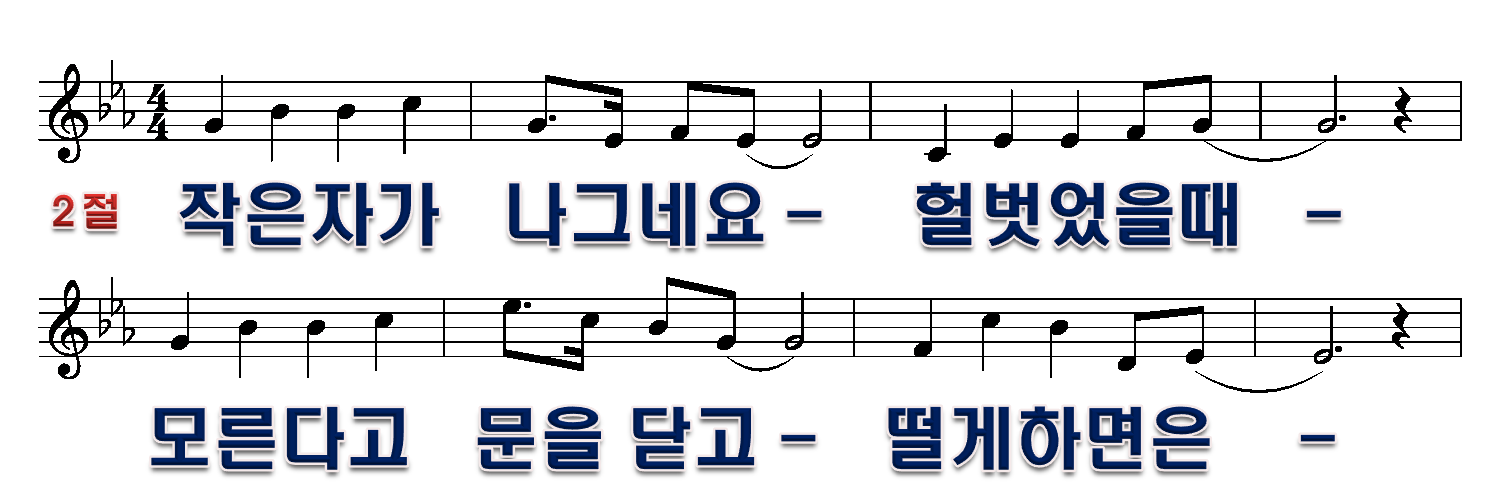 2절 작은자가 나그네요 – 헐벗었을때 –
모른다고 문을 닫고 – 떨게하면은 –